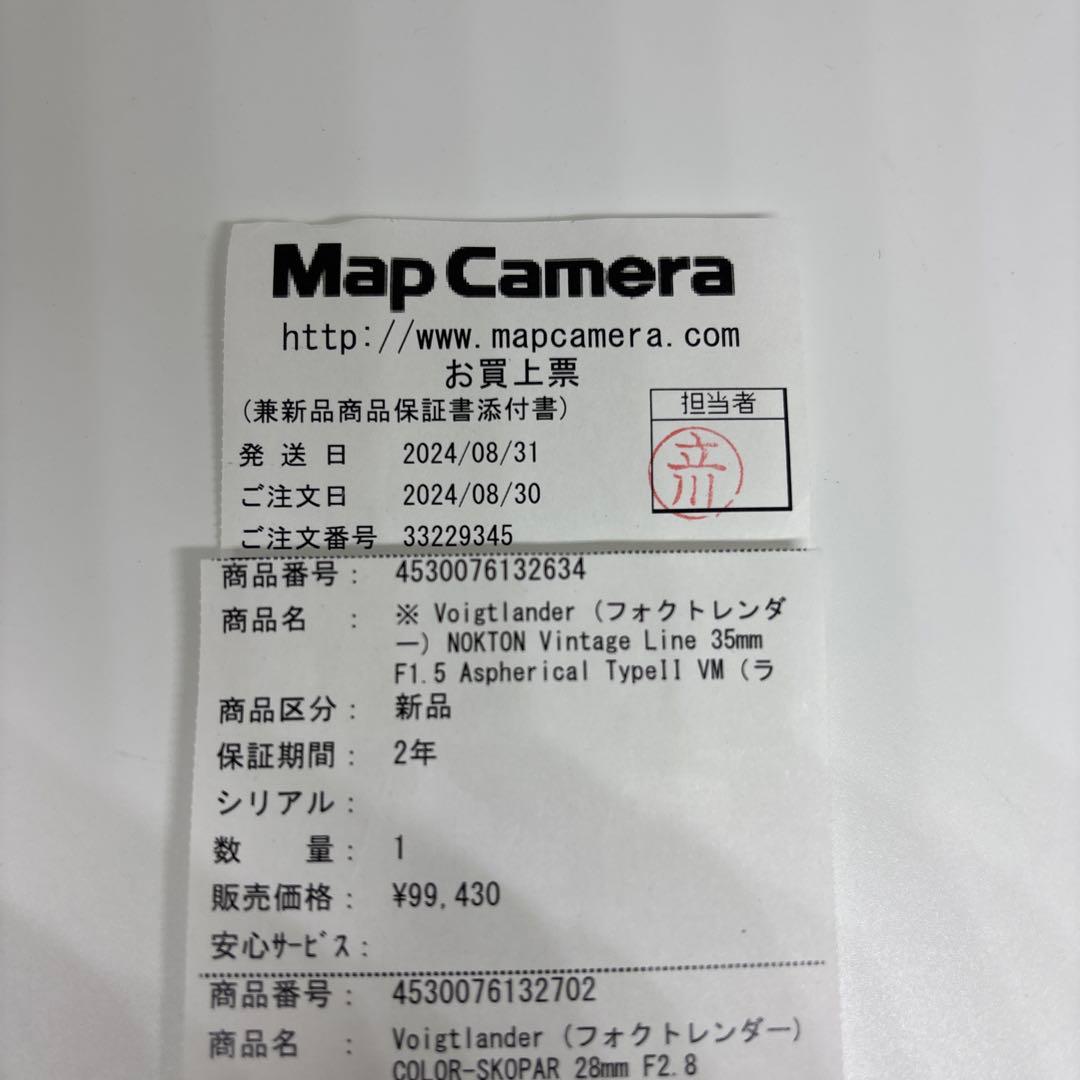 Map Camera
http://www.mapcamera.com
お買上票
(兼新品商品保証書添付書)
担当者
立川
発送日 2024/08/31
ご注文日 2024/08/30
ご注文番号 33229345
商品番号: 4530076132634
商品名 : ※ Voigtlander (フォクトレンダ
ー) NOKTON Vintage Line 35mm
F1.5 Aspherical TypeII VM (ラ
商品区分: 新品
保証期間: 2年
シリアル:
数 量: 1
販売価格: ¥99,430
安心ｻｰﾋﾞｽ:
商品番号: 4530076132702
商品名 : Voigtlander (フォクトレンダー)
COLOR-SKOPAR 28mm F2.8